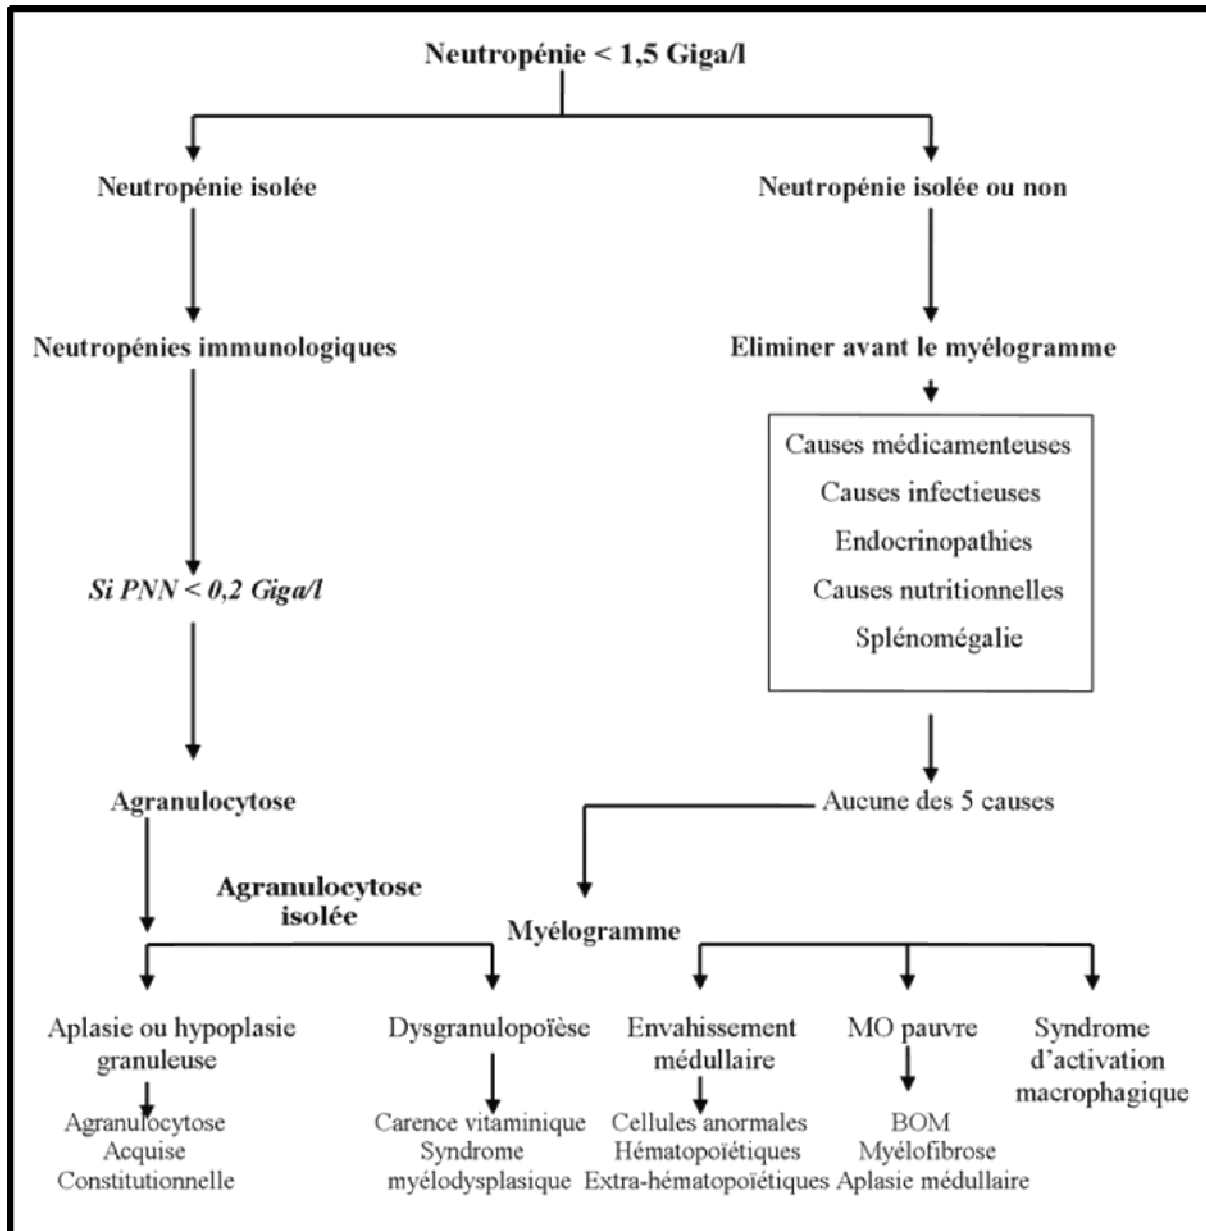 Neutropénie < 1,5 Giga/l
Neutropénie isolée
Neutropénie isolée ou non
Neutropénies immunologiques
Eliminer avant le myélogramme
Causes médicamenteuses
Causes infectieuses
Endocrinopathies
Causes nutritionnelles
Splénomégalie
Si PNN < 0,2 Giga/l
Agranulocytose
Aucune des 5 causes
Agranulocytose
isolée
Myélogramme
Aplasie ou hypoplasie
granuleuse
Dysgranulopoïèse
Envahissement
médullaire
MO pauvre
Syndrome
d’activation
macrophagique
Agranulocytose
Acquise
Constitutionnelle
Carence vitaminique
Syndrome
myélodysplasique
Cellules anormales
Hématopoïétiques
Extra-hématopoïétiques
BOM
Myélofibrose
Aplasie médullaire